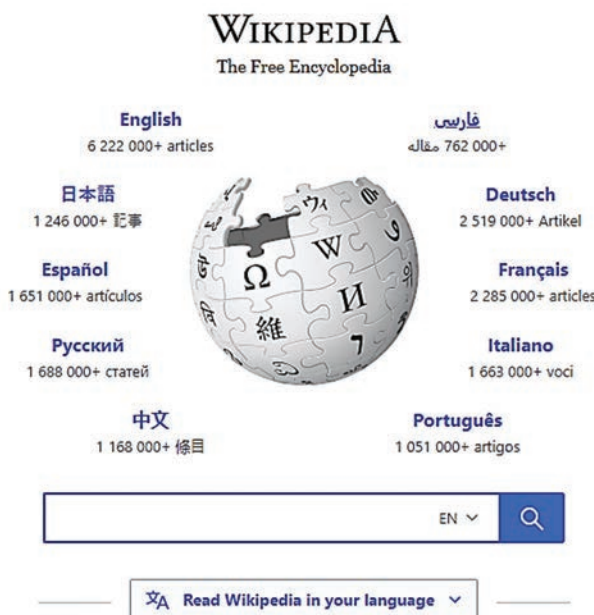 WIKIPEDIA
The Free Encyclopedia
English
6 222 000+ articles
فارسی
762 000+ مقاله
日本語
1 246 000+ 記事
Deutsch
2 519 000+ Artikel
Español
1 651 000+ artículos
Français
2 285 000+ articles
Русский
1 688 000+ статей
Italiano
1 663 000+ voci
中文
1 168 000+ 條目
Português
1 051 000+ artigos
ウィ
W
Ω
И
維
EN
Read Wikipedia in your language